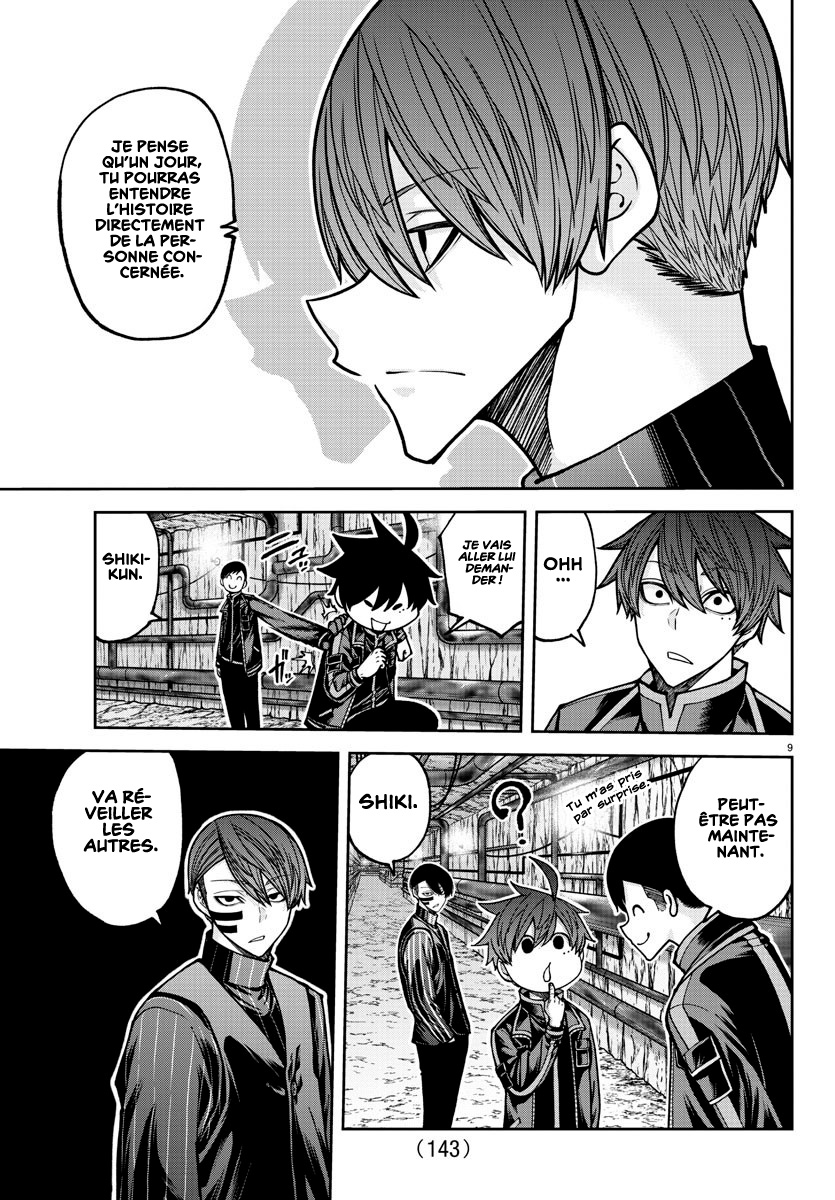 JE PENSE
QU'UN JOUR,
TU POURRAS
ENTENDRE
L'HISTOIRE
DIRECTEMENT
DE LA PER-
SONNE CON-
CERNÉE.
OHH
...
JE VAIS
ALLER LUI
DEMAN-
DER !
SHIKI-
KUN.
ガッ
9
PEUT-
ÊTRE PAS
MAINTE-
NANT.
Tu m'as pris
par surprise.
?
SHIKI.
VA RÉ-
VEILLER
LES
AUTRES.
(143)